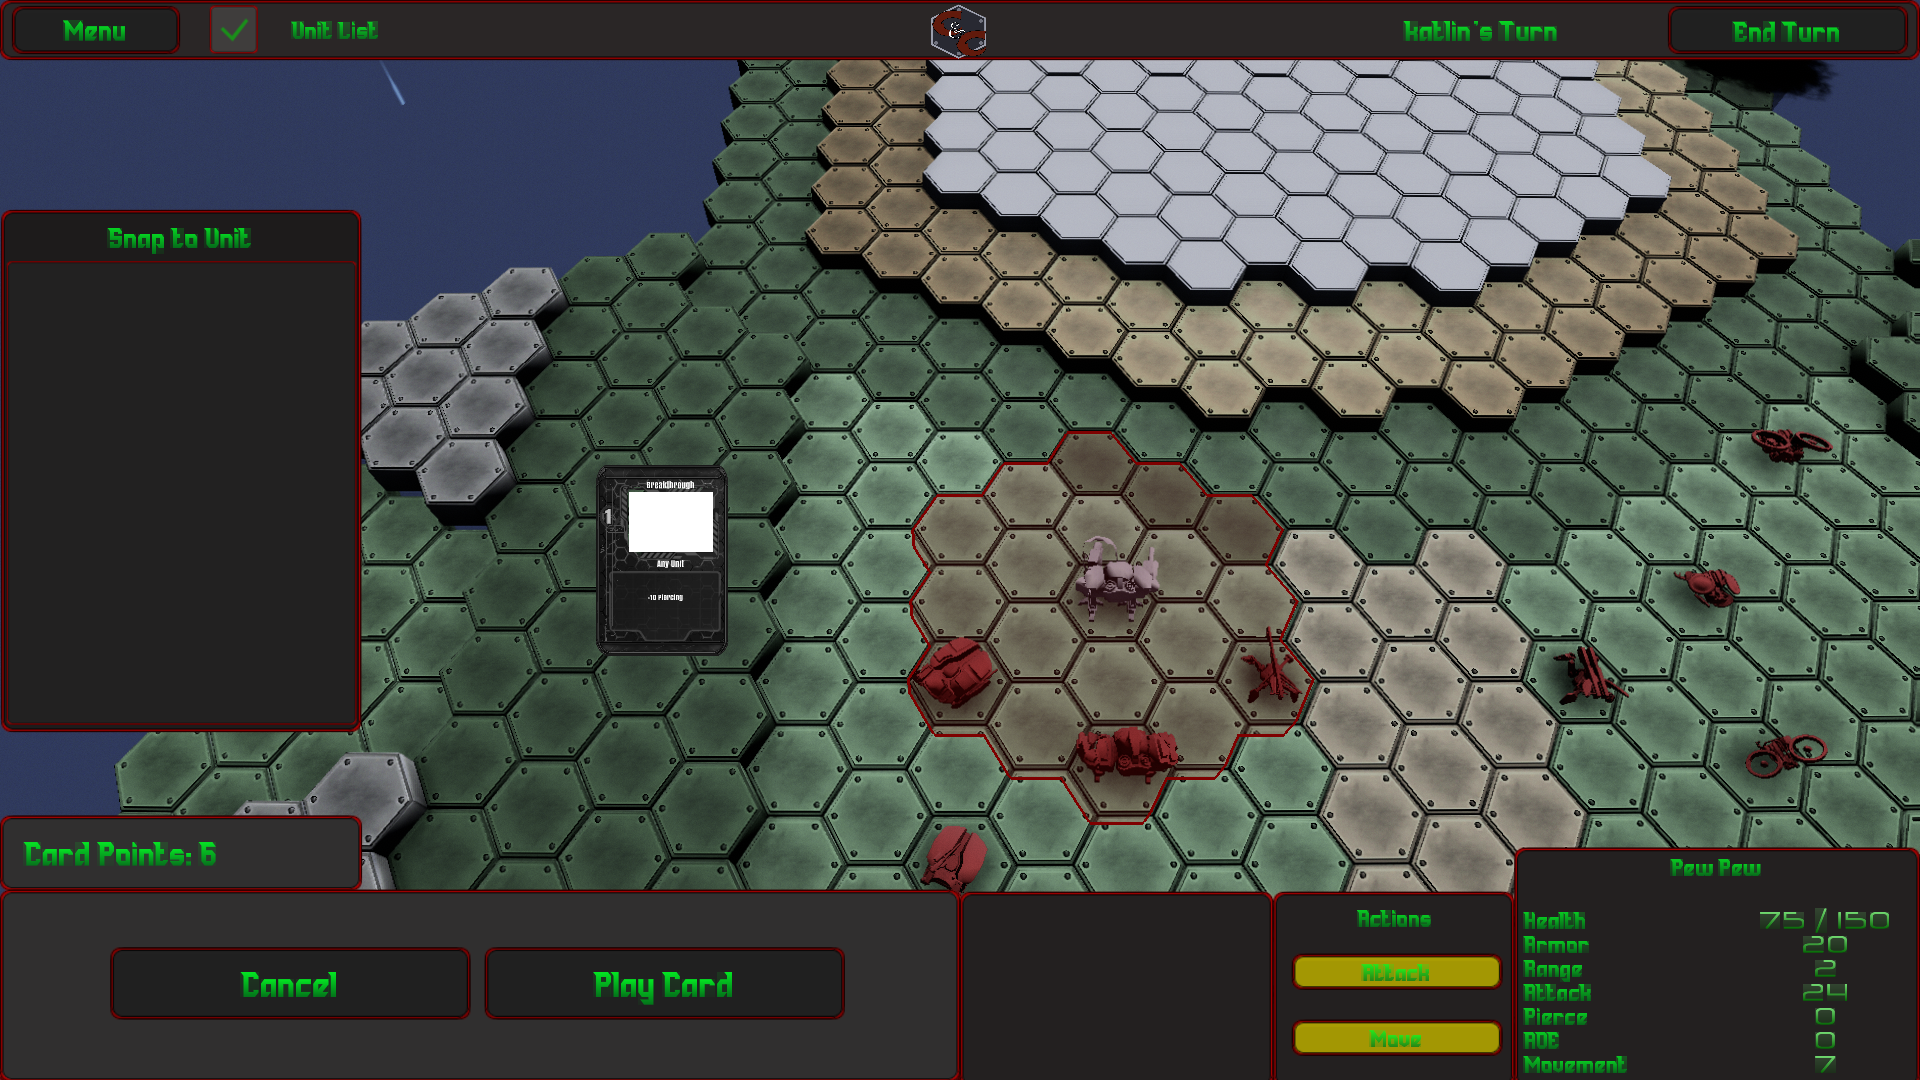 Menu
Unit List
C&C
Katlin's Turn
End Turn
Snap to Unit
Breakthrough
1
Any Unit
-10 Piercing
Card Points: 6
Cancel
Play Card
Actions
Attack
Move
Pew Pew
Health 75 / 150
Armor 20
Range 2
Attack 24
Pierce 0
AOE 0
Movement 7